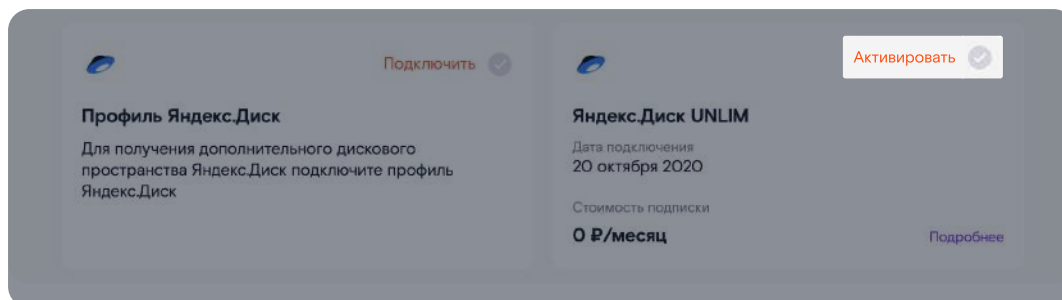 Подключить
Профиль Яндекс.Диск
Для получения дополнительного дискового
пространства Яндекс.Диск подключите профиль
Яндекс.Диск
Активировать
Яндекс.Диск UNLIM
Дата подключения
20 октября 2020
Стоимость подписки
0 ₽/месяц
Подробнее